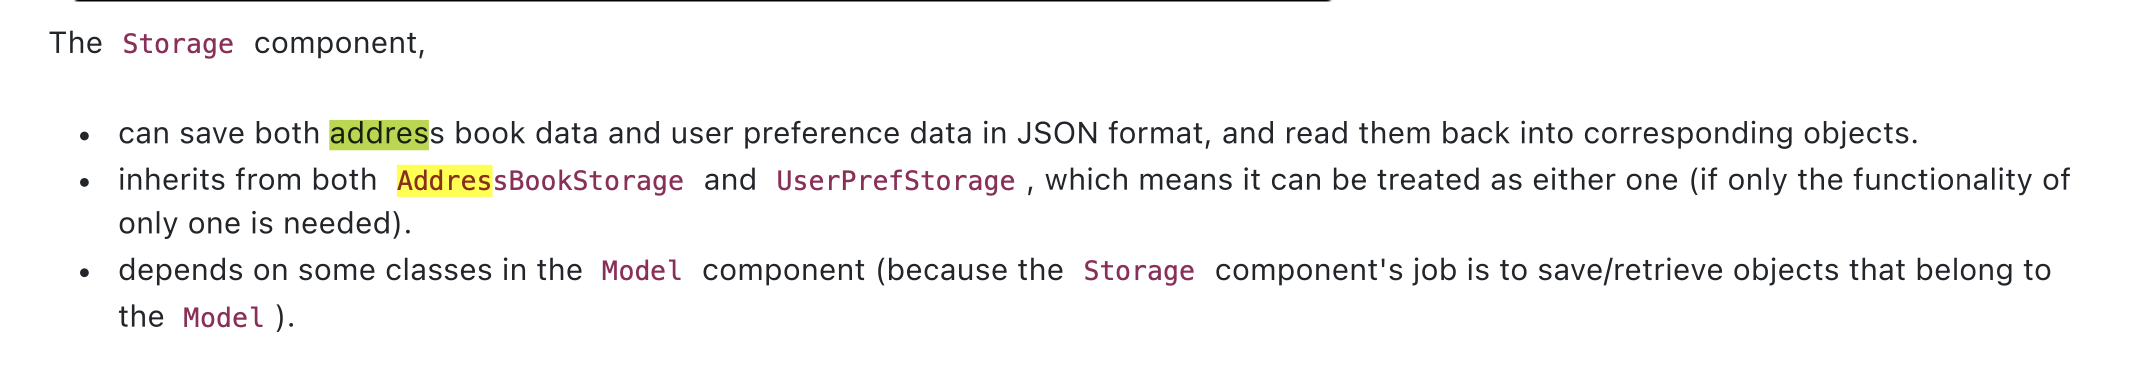 The Storage component,
• can save both address book data and user preference data in JSON format, and read them back into corresponding objects.
• inherits from both AddressBookStorage and UserPrefStorage , which means it can be treated as either one (if only the functionality of
only one is needed).
• depends on some classes in the Model component (because the Storage component's job is to save/retrieve objects that belong to
the Model ).